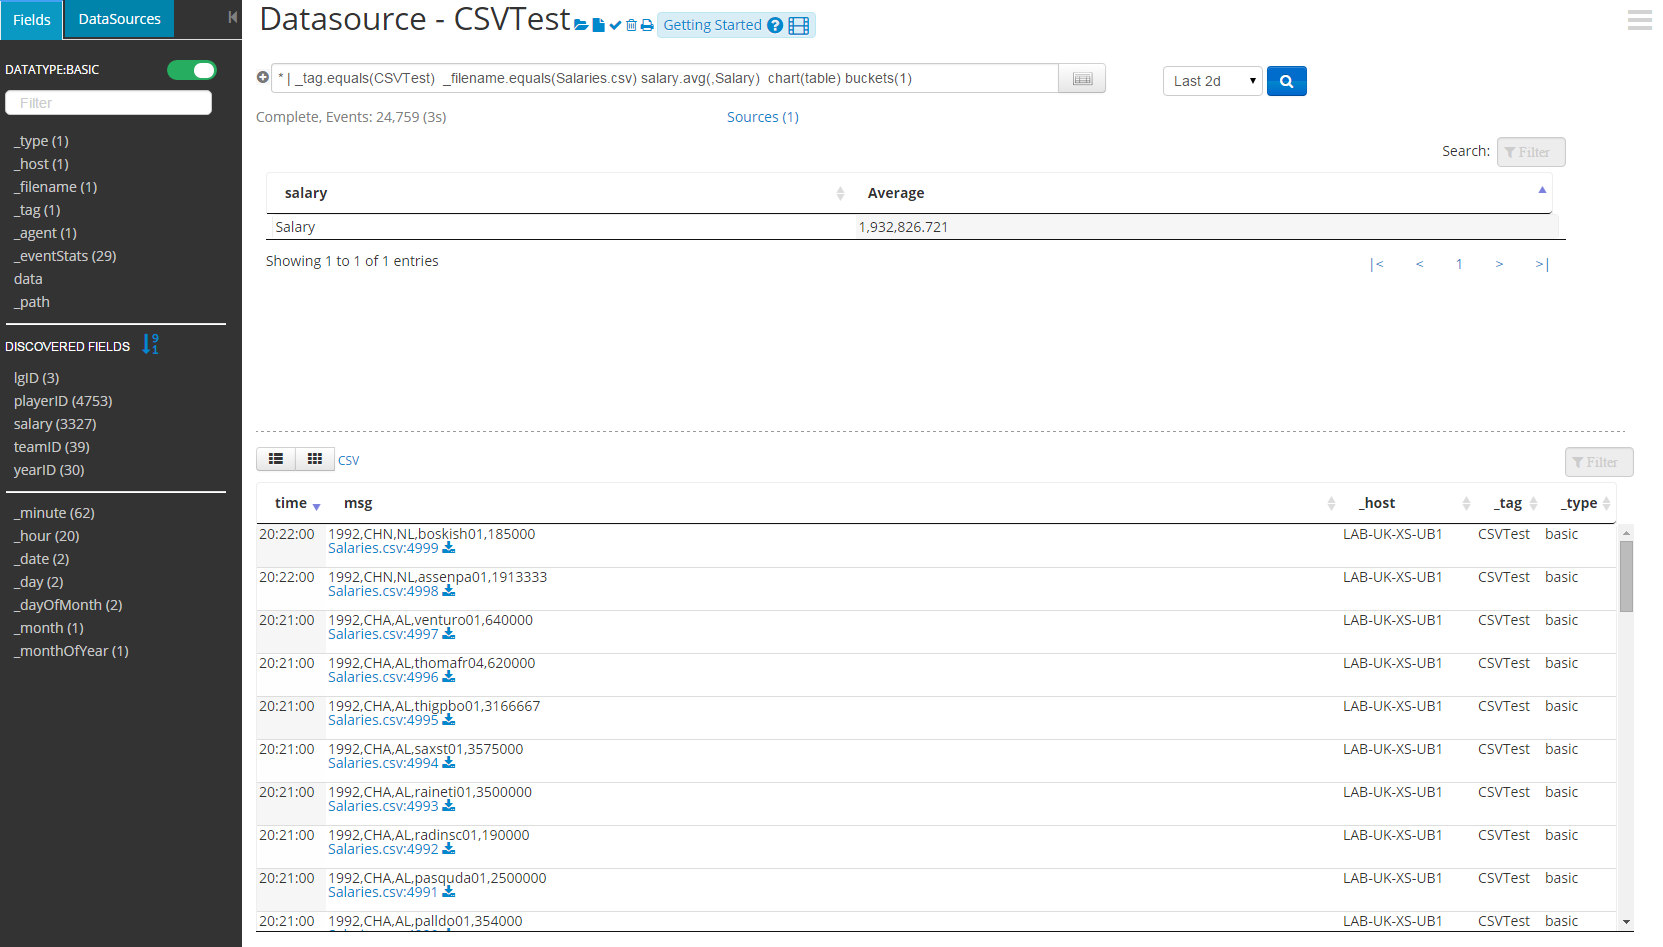 Fields DataSources
DATATYPE:BASIC
Filter
_type (1)
_host (1)
_filename (1)
_tag (1)
_agent (1)
_eventStats (29)
data
_path
DISCOVERED FIELDS 9 1
lgID (3)
playerID (4753)
salary (3327)
teamID (39)
yearID (30)
_minute (62)
_hour (20)
_date (2)
_day (2)
_dayOfMonth (2)
_month (1)
_monthOfYear (1)
Datasource - CSVTest Getting Started ?
* | _tag.equals(CSVTest) _filename.equals(Salaries.csv) salary.avg(,Salary) chart(table) buckets(1) Last 2d
Complete, Events: 24,759 (3s) Sources (1)
Search: Filter
salary Average
Salary 1,932,826.721
Showing 1 to 1 of 1 entries |< < 1 > >|
CSV Filter
time msg _host _tag _type
20:22:00 1992,CHN,NL,boskish01,185000 LAB-UK-XS-UB1 CSVTest basic
Salaries.csv:4999
20:22:00 1992,CHN,NL,assenpa01,1913333 LAB-UK-XS-UB1 CSVTest basic
Salaries.csv:4998
20:21:00 1992,CHA,AL,venturo01,640000 LAB-UK-XS-UB1 CSVTest basic
Salaries.csv:4997
20:21:00 1992,CHA,AL,thomafr04,620000 LAB-UK-XS-UB1 CSVTest basic
Salaries.csv:4996
20:21:00 1992,CHA,AL,thigpbo01,3166667 LAB-UK-XS-UB1 CSVTest basic
Salaries.csv:4995
20:21:00 1992,CHA,AL,saxst01,3575000 LAB-UK-XS-UB1 CSVTest basic
Salaries.csv:4994
20:21:00 1992,CHA,AL,raineti01,3500000 LAB-UK-XS-UB1 CSVTest basic
Salaries.csv:4993
20:21:00 1992,CHA,AL,radinsc01,190000 LAB-UK-XS-UB1 CSVTest basic
Salaries.csv:4992
20:21:00 1992,CHA,AL,pasquda01,2500000 LAB-UK-XS-UB1 CSVTest basic
Salaries.csv:4991
20:21:00 1992,CHA,AL,palldo01,354000 LAB-UK-XS-UB1 CSVTest basic